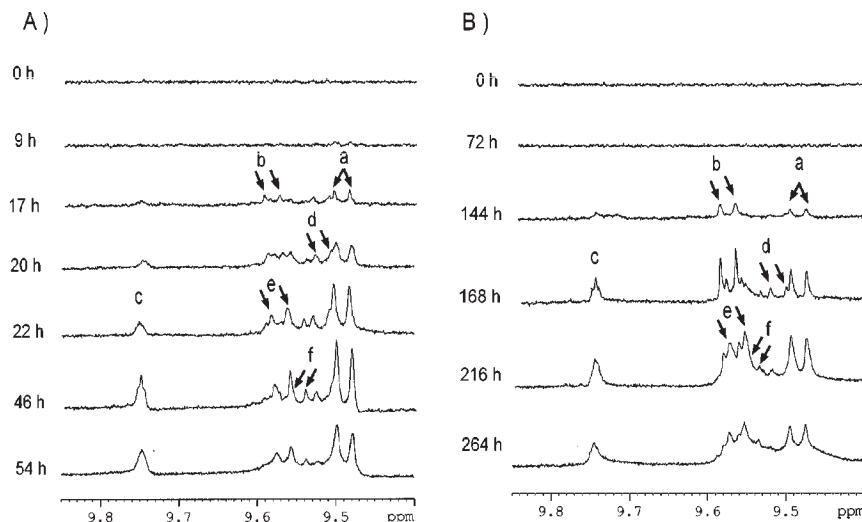 A)
0 h
9 h
b
a
17 h
d
20 h
c
e
22 h
f
46 h
54 h
9.8 9.7 9.6 9.5 ppm
B)
0 h
72 h
b
a
144 h
c
d
168 h
e
f
216 h
264 h
9.8 9.7 9.6 9.5 ppm